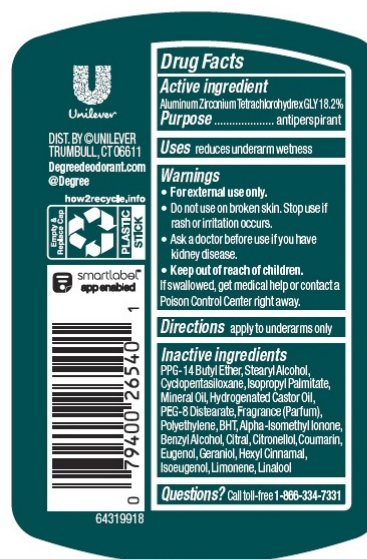 Unilever
DIST. BY ©UNILEVER
TRUMBULL, CT 06611
Degreedeodorant.com
@Degree
how2recycle.info
Empty &
Replace Cap
PLASTIC
STICK
smartlabel™
app enabled
0 79400 26540 1
64319918
Drug Facts
Active ingredient
Aluminum Zirconium Tetrachlorohydrex GLY 18.2%
Purpose .................... antiperspirant
Uses reduces underarm wetness
Warnings
• For external use only.
• Do not use on broken skin. Stop use if
rash or irritation occurs.
• Ask a doctor before use if you have
kidney disease.
• Keep out of reach of children.
If swallowed, get medical help or contact a
Poison Control Center right away.
Directions apply to underarms only
Inactive ingredients
PPG-14 Butyl Ether, Stearyl Alcohol,
Cyclopentasiloxane, Isopropyl Palmitate,
Mineral Oil, Hydrogenated Castor Oil,
PEG-8 Distearate, Fragrance (Parfum),
Polyethylene, BHT, Alpha-Isomethyl Ionone,
Benzyl Alcohol, Citral, Citronellol, Coumarin,
Eugenol, Geraniol, Hexyl Cinnamal,
Isoeugenol, Limonene, Linalool
Questions? Call toll-free 1-866-334-7331